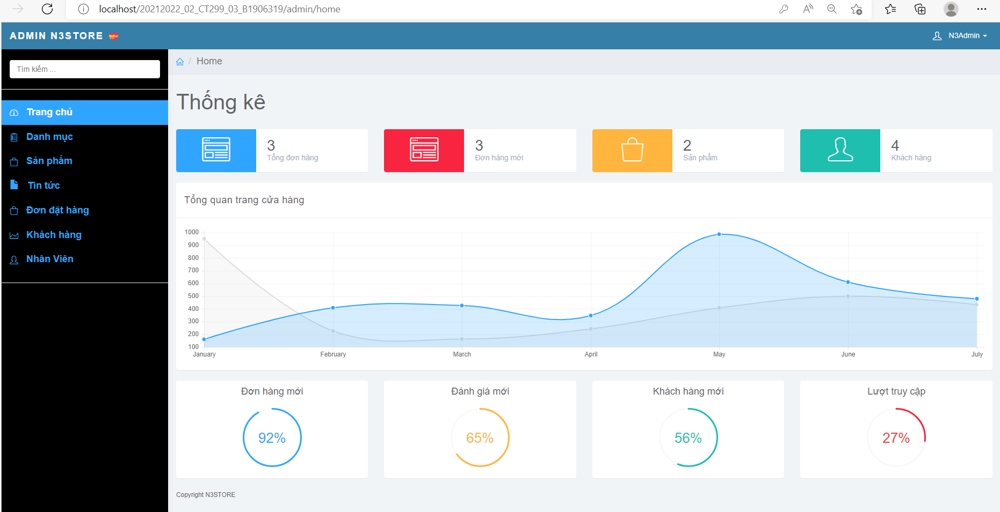 localhost/20212022_02_CT299_03_B1906319/admin/home
ADMIN N3STORE
N3Admin
Tìm kiếm ...
/ Home
Trang chủ
Danh mục
Sản phẩm
Tin tức
Đơn đặt hàng
Khách hàng
Nhân Viên
Thống kê
3
Tổng đơn hàng
3
Đơn hàng mới
2
Sản phẩm
4
Khách hàng
Tổng quan trang cửa hàng
1000
900
800
700
600
500
400
300
200
100
January February March April May June July
Đơn hàng mới
92%
Đánh giá mới
65%
Khách hàng mới
56%
Lượt truy cập
27%
Copyright N3STORE